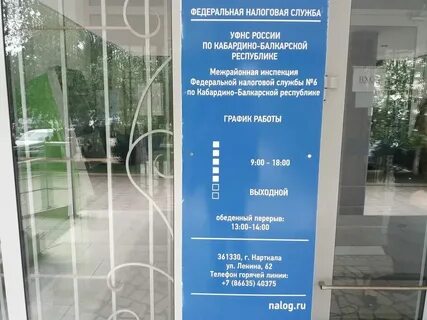 ФЕДЕРАЛЬНАЯ НАЛОГОВАЯ СЛУЖБА
УФНС РОССИИ
ПО КАБАРДИНО-БАЛКАРСКОЙ
РЕСПУБЛИКЕ
Межрайонная инспекция
Федеральной налоговой службы №6
по Кабардино-Балкарской республике
ГРАФИК РАБОТЫ
9:00 - 18:00
ВЫХОДНОЙ
обеденный перерыв:
13:00-14:00
361330, г. Нарткала
ул. Ленина, 62
Телефон горячей линии:
+7 (86635) 40375
nalog.ru